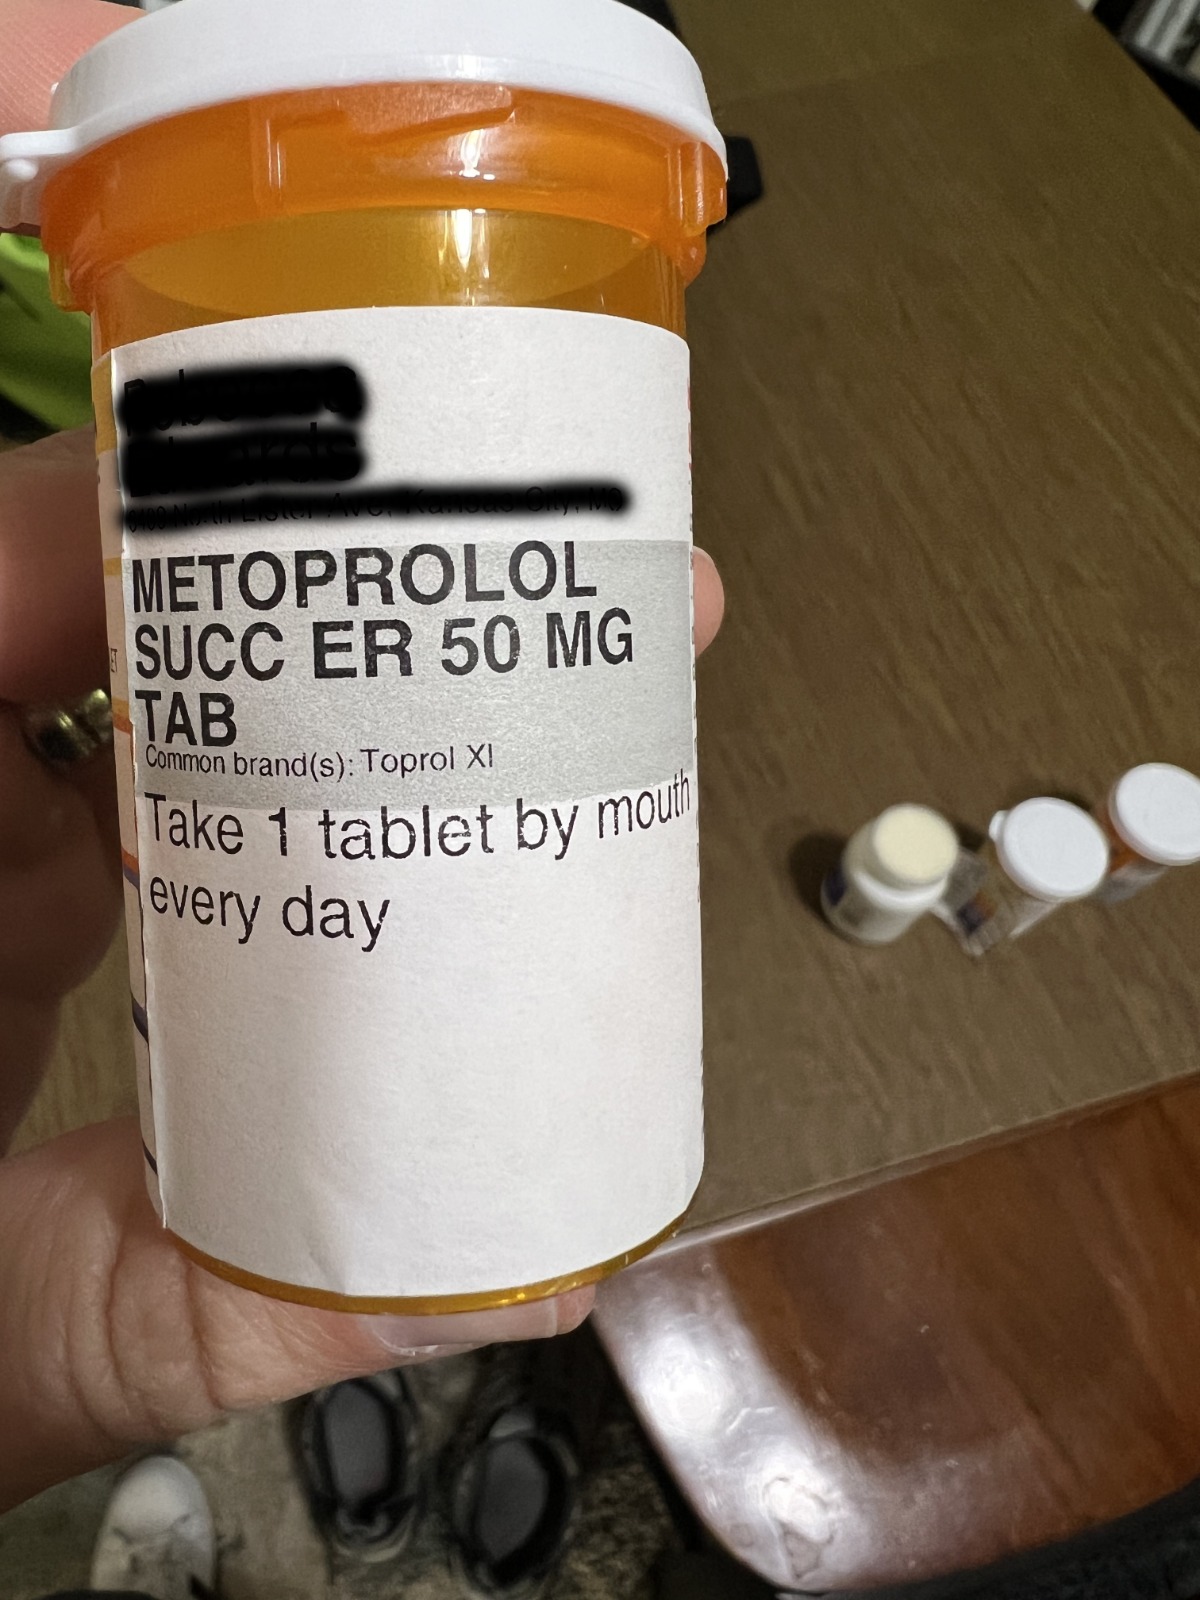 METOPROLOL
SUCC ER 50 MG
TAB
Common brand(s): Toprol Xl
Take 1 tablet by mouth
every day